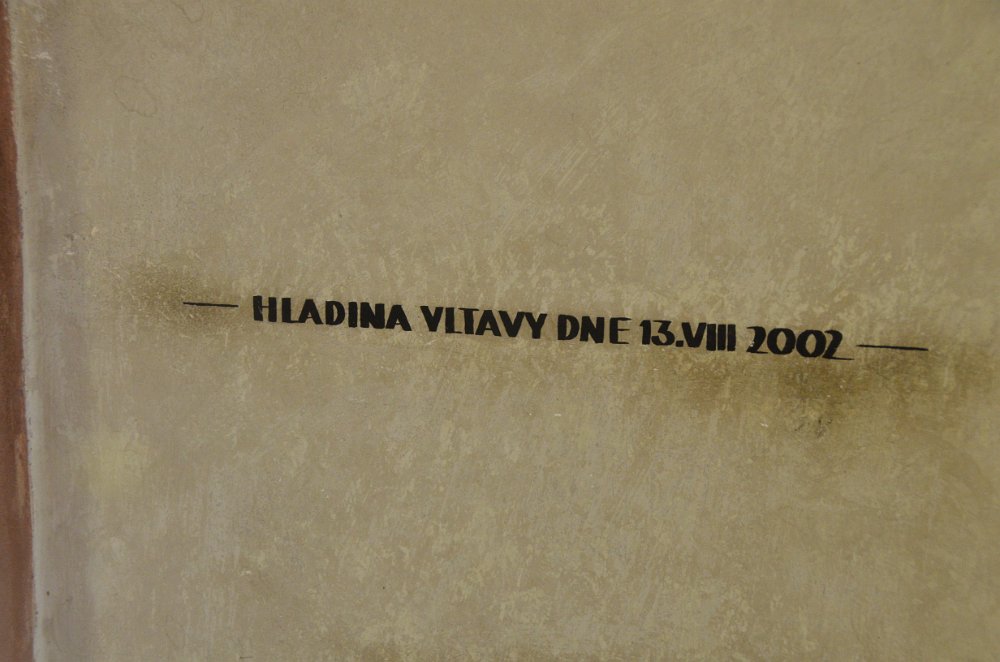 — HLADINA VLTAVY DNE 13.VIII 2002 —